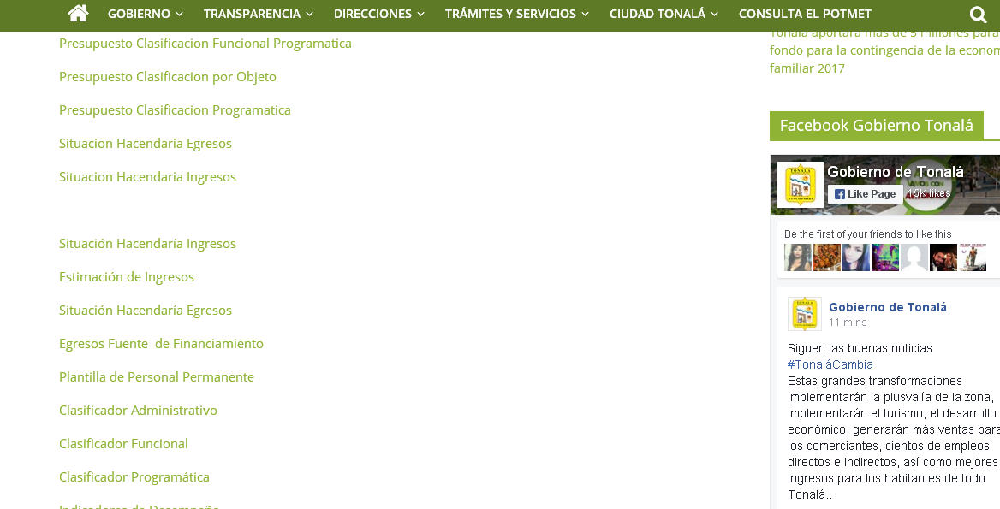 GOBIERNO TRANSPARENCIA DIRECCIONES TRÁMITES Y SERVICIOS CIUDAD TONALÁ CONSULTA EL POTMET
Presupuesto Clasificacion Funcional Programatica
Presupuesto Clasificacion por Objeto
Presupuesto Clasificacion Programatica
Situacion Hacendaria Egresos
Situacion Hacendaria Ingresos
Situación Hacendaría Ingresos
Estimación de Ingresos
Situación Hacendaría Egresos
Egresos Fuente de Financiamiento
Plantilla de Personal Permanente
Clasificador Administrativo
Clasificador Funcional
Clasificador Programática
Indicadores de Desempeño
Tonalá aportará más de 5 millones para
fondo para la contingencia de la econom
familiar 2017
Facebook Gobierno Tonalá
Gobierno de Tonalá
Like Page 15K likes
Be the first of your friends to like this
Gobierno de Tonalá
11 mins
Siguen las buenas noticias
#TonaláCambia
Estas grandes transformaciones
implementarán la plusvalía de la zona,
implementarán el turismo, el desarrollo
económico, generarán más ventas para
los comerciantes, cientos de empleos
directos e indirectos, así como mejores
ingresos para los habitantes de todo
Tonalá..